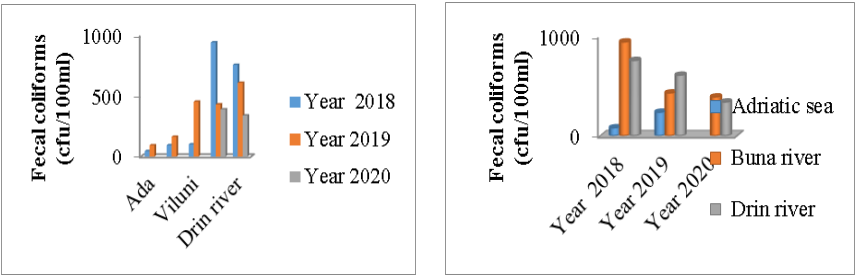 Fecal coliforms
(cfu/100ml)
1000
500
0
Ada
Viluni
Drin river
Year 2018
Year 2019
Year 2020
Fecal coliforms
(cfu/100ml)
1000
0
Year 2018
Year 2019
Year 2020
Adriatic sea
Buna river
Drin river